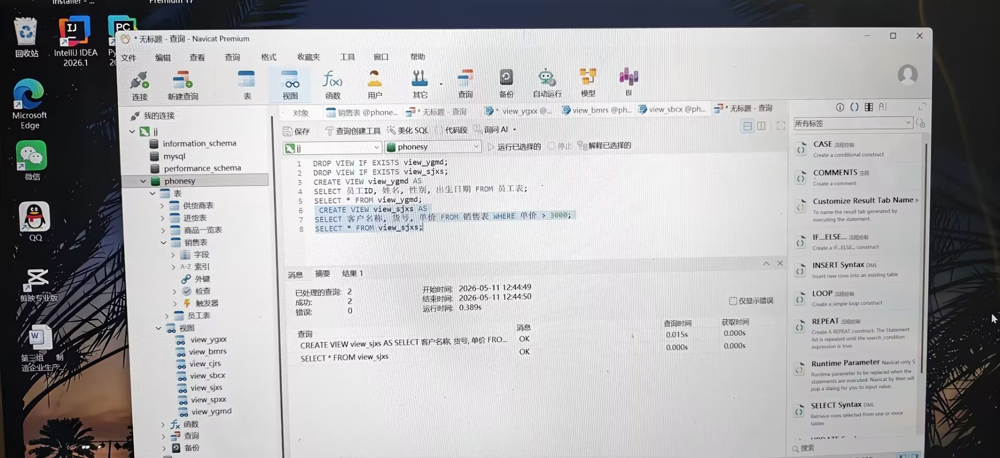 Installer - ...
Premium 17
回收站
IntelliJ IDEA
2026.1
Microsoft
Edge
微信
QQ
剪映专业版
第三组 制
造企业生产...
* 无标题 - 查询 - Navicat Premium
文件 编辑 查看 查询 格式 收藏夹 工具 窗口 帮助
连接 新建查询 表 视图 函数 用户 其它 查询 备份 自动运行 模型 BI
我的连接
jj
information_schema
mysql
performance_schema
phonesy
表
供货商表
进货表
商品一览表
销售表
字段
索引
外键
检查
触发器
员工表
视图
view_ygxx
view_bmrs
view_cjrs
view_sbcx
view_sjxs
view_spxx
view_ygmd
函数
查询
备份
对象 销售表 @phone... * 无标题 - 查询 * view_ygxx @... view_bmrs @ph... view_sbcx @ph... * 无标题 - 查询
保存 查询创建工具 美化 SQL 代码段 询问 AI
jj phonesy 运行已选择的 停止 解释已选择的
1 DROP VIEW IF EXISTS view_ygmd;
2 DROP VIEW IF EXISTS view_sjxs;
3 CREATE VIEW view_ygmd AS
4 SELECT 员工ID, 姓名, 性别, 出生日期 FROM 员工表;
5 SELECT * FROM view_ygmd;
6 CREATE VIEW view_sjxs AS
7 SELECT 客户名称, 货号, 单价 FROM 销售表 WHERE 单价 > 3000;
8 SELECT * FROM view_sjxs;
消息 摘要 结果 1
已处理的查询: 2
成功: 2
错误: 0
开始时间: 2026-05-11 12:44:49
结束时间: 2026-05-11 12:44:50
运行时间: 0.389s
仅显示错误
查询 消息 查询时间 获取时间
CREATE VIEW view_sjxs AS SELECT 客户名称, 货号, 单价 FRO... OK 0.015s 0.000s
SELECT * FROM view_sjxs OK 0.000s 0.000s
所有标签
CASE 流程控制
Create a conditional construct
COMMENTS 注释
Create a comment
Customize Result Tab Name
To name the result tab generated by
executing the statement.
IF...ELSE... 流程控制
Create a IF...ELSE... construct
INSERT Syntax DML
Insert new rows into an existing table
LOOP 流程控制
Create a simple loop construct
REPEAT 流程控制
Create A REPEAT construct. The Statement
list is repeated until the search_condition
expression is true.
Runtime Parameter Navicat-only S
Runtime parameter to be replaced when the
statements are executed. Navicat by then will
pop a dialog for you to input value.
SELECT Syntax DML
Retrieve rows selected from one or more
tables
搜索